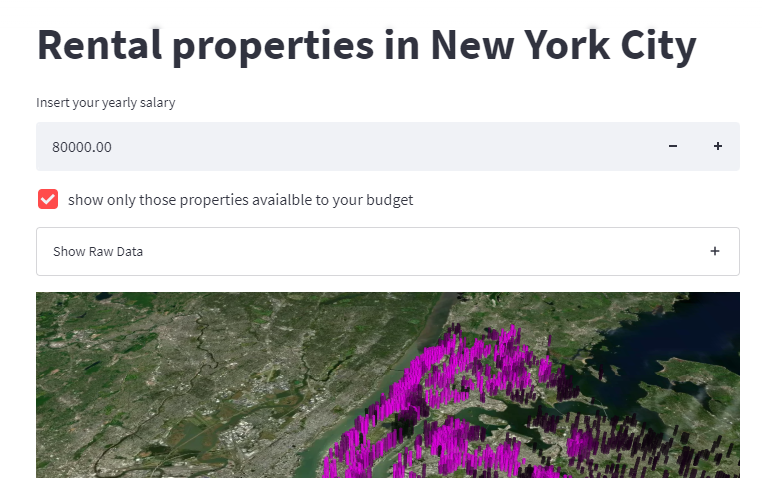 Rental properties in New York City
Insert your yearly salary
80000.00
show only those properties avaialble to your budget
Show Raw Data